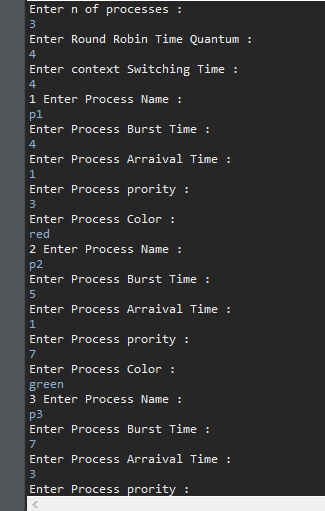 Enter n of processes :
3
Enter Round Robin Time Quantum :
4
Enter context Switching Time :
4
1 Enter Process Name :
p1
Enter Process Burst Time :
4
Enter Process Arraival Time :
1
Enter Process prority :
3
Enter Process Color :
red
2 Enter Process Name :
p2
Enter Process Burst Time :
5
Enter Process Arraival Time :
1
Enter Process prority :
7
Enter Process Color :
green
3 Enter Process Name :
p3
Enter Process Burst Time :
7
Enter Process Arraival Time :
3
Enter Process prority :